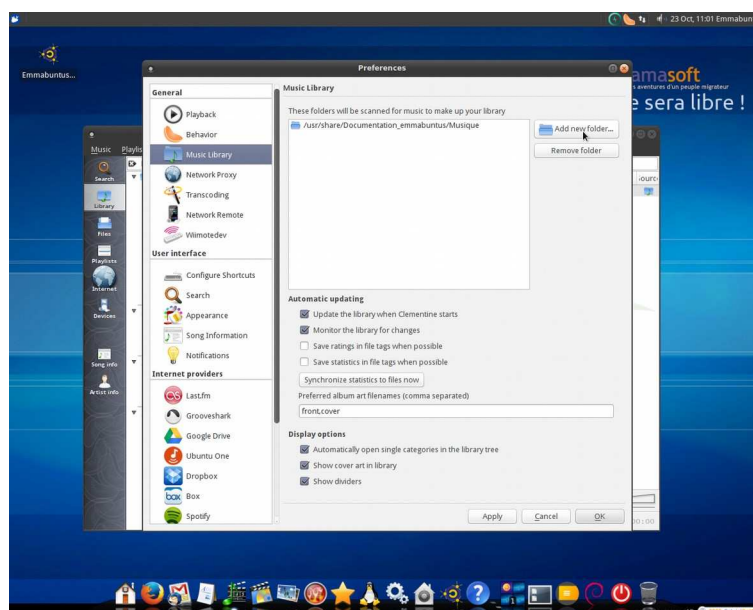 23 Oct, 11:01 Emmabun
Emmabuntus...
amasoft
e sera libre !
Music
Search
Library
Files
Playlists
Internet
Devices
Song info
Artist info
Preferences
General
Playback
Behavior
Music Library
Network Proxy
Transcoding
Network Remote
Wiimotedev
User interface
Configure Shortcuts
Search
Appearance
Song Information
Notifications
Internet providers
Last.fm
Grooveshark
Google Drive
Ubuntu One
Dropbox
Box
Spotify
Music Library
These folders will be scanned for music to make up your library
/usr/share/Documentation_emmabuntus/Musique
Add new folder...
Remove folder
Automatic updating
Update the library when Clementine starts
Monitor the library for changes
Save ratings in file tags when possible
Save statistics in file tags when possible
Synchronize statistics to files now
Preferred album art filenames (comma separated)
front,cover
Display options
Automatically open single categories in the library tree
Show cover art in library
Show dividers
Apply
Cancel
OK